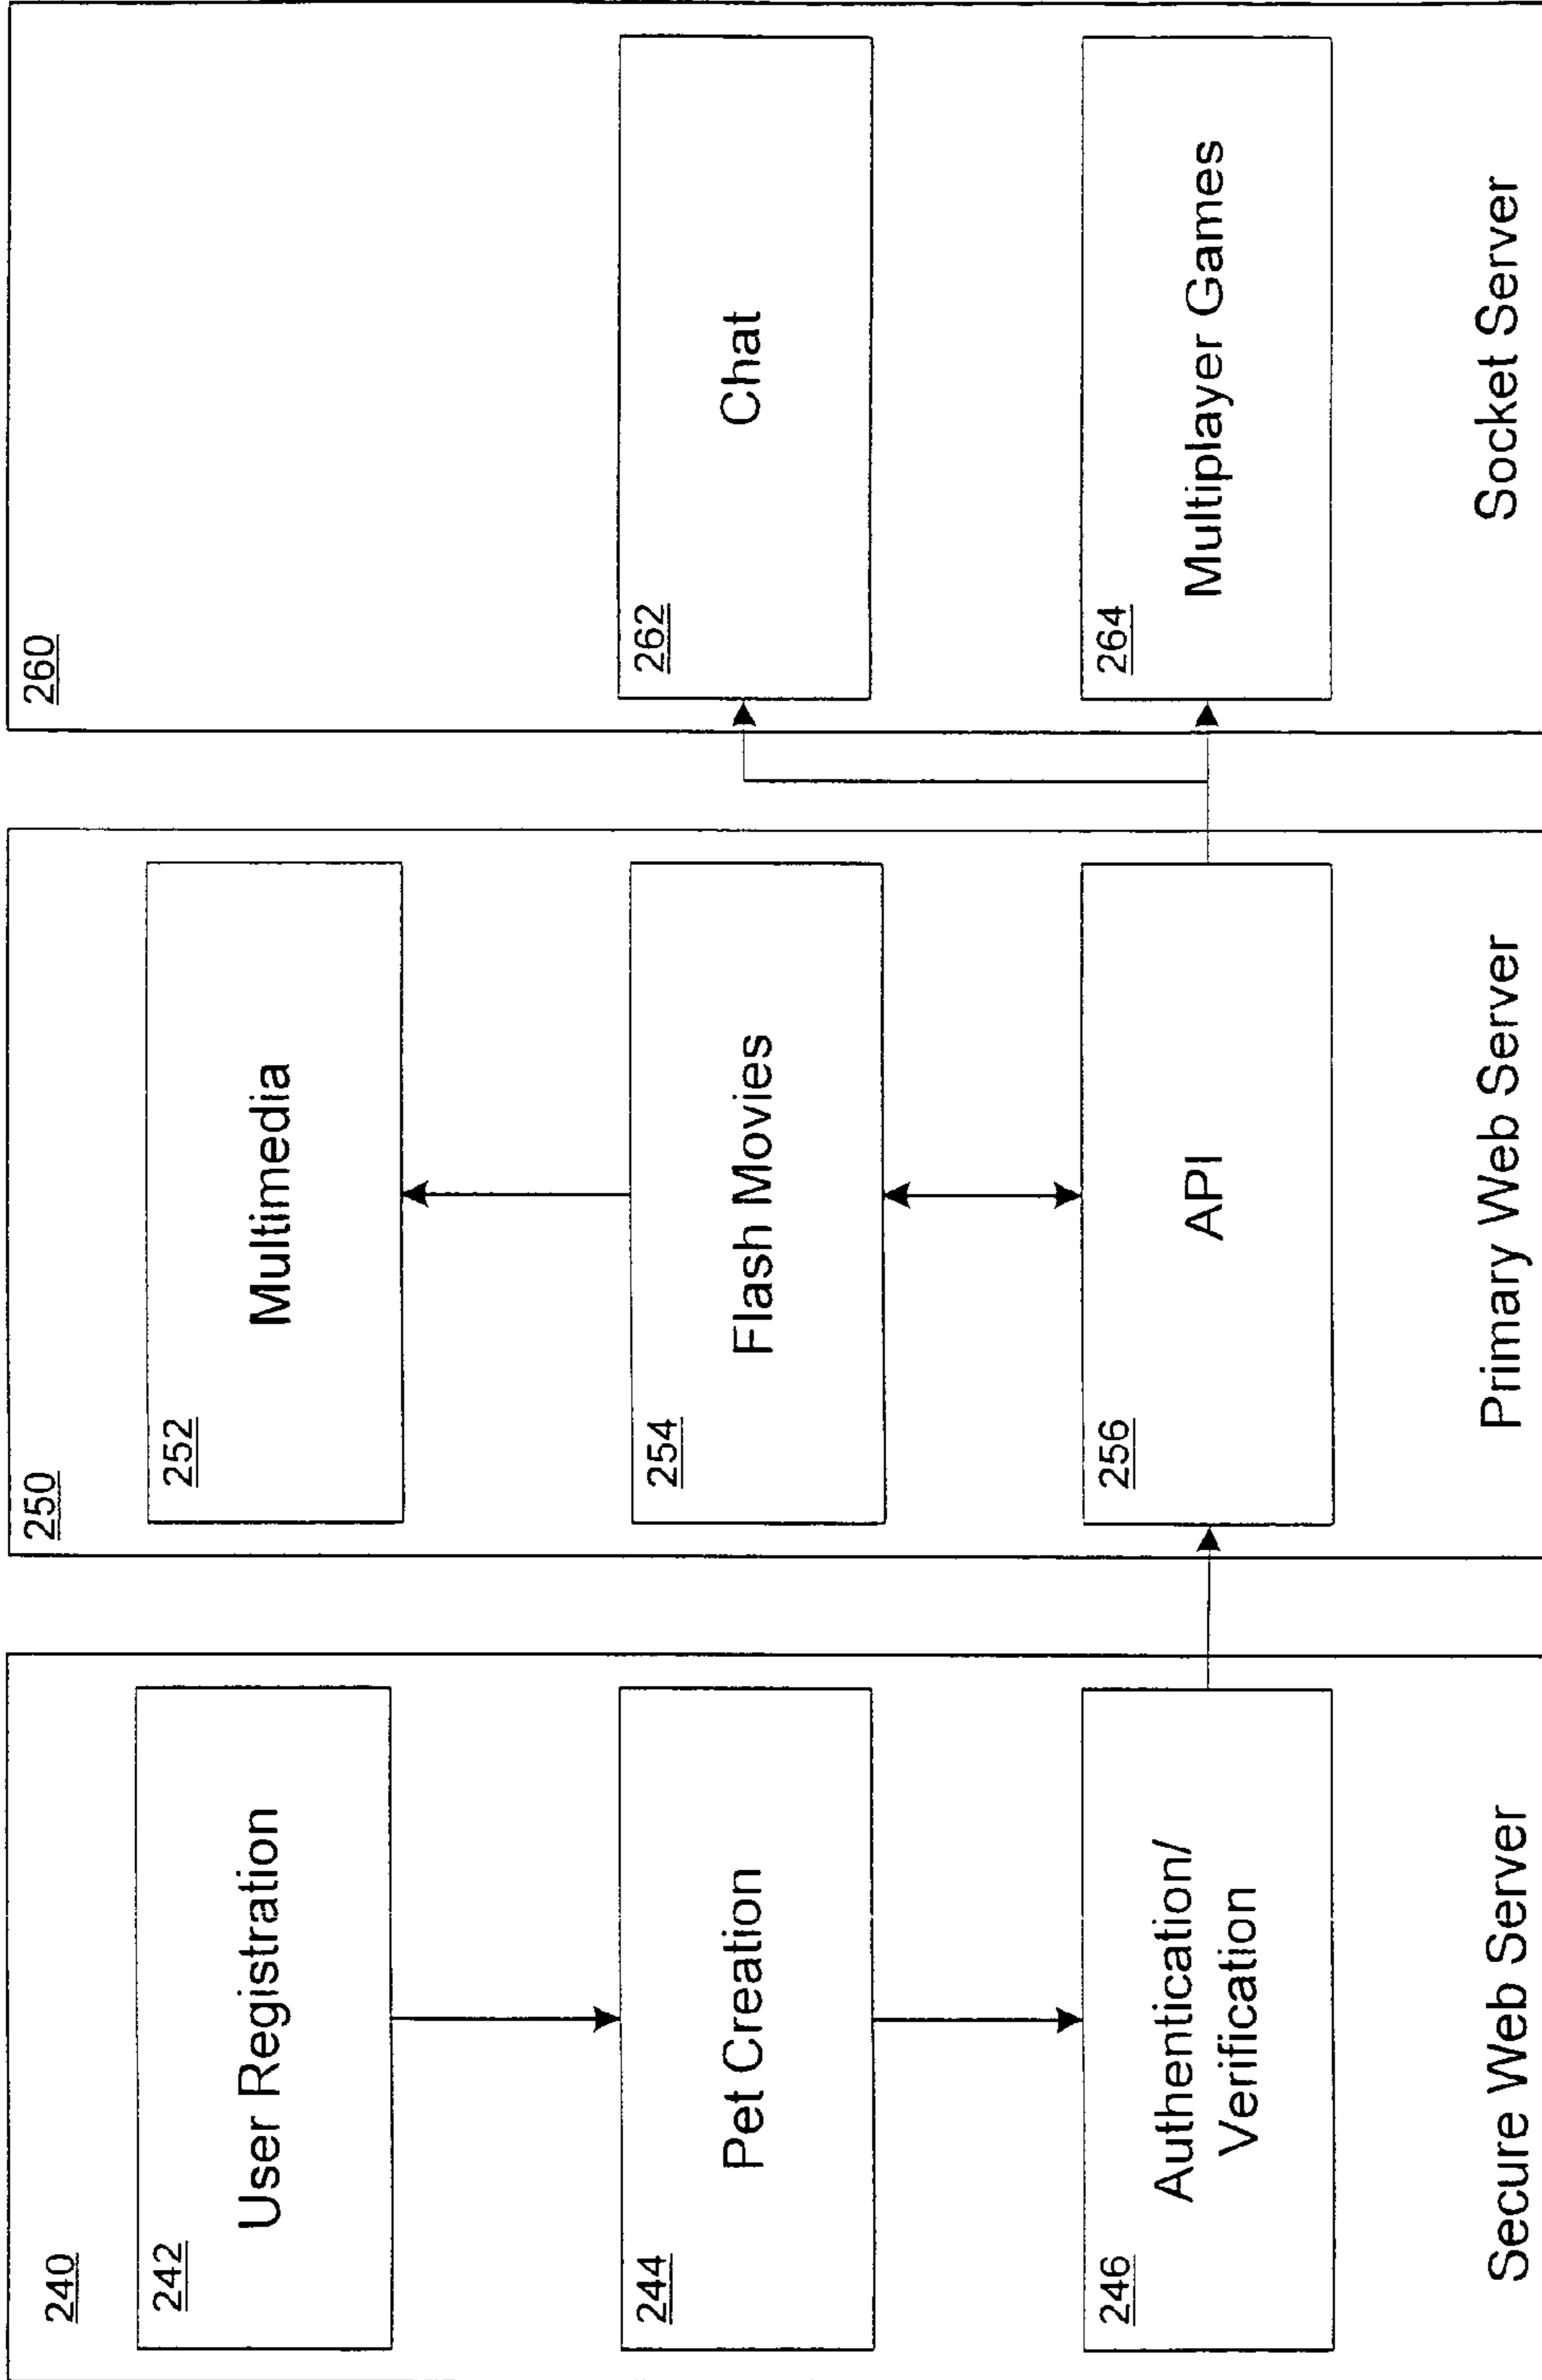 240
242
User Registration
244
Pet Creation
246
Authentication/
Verification
Secure Web Server
250
252
Multimedia
254
Flash Movies
256
API
Primary Web Server
260
262
Chat
264
Multiplayer Games
Socket Server